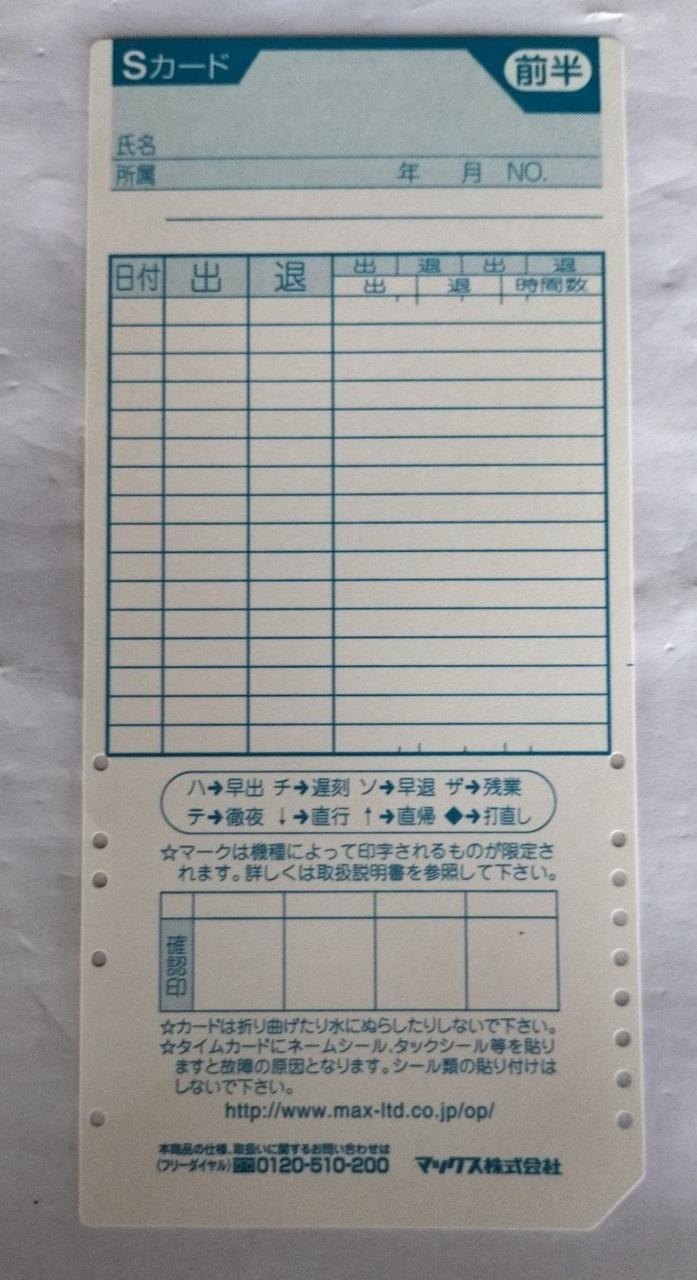 Sカード
前半
氏名
所属 年 月 NO.
日付 出 退 出 退 出 退
出 退 時間数
ハ➔早出 チ➔遅刻 ソ➔早退 ザ➔残業
テ➔徹夜 ↓➔直行 ↑➔直帰 ◆➔打直し
☆マークは機種によって印字されるものが限定さ
れます。詳しくは取扱説明書を参照して下さい。
確認印
☆カードは折り曲げたり水にぬらしたりしないで下さい。
☆タイムカードにネームシール、タックシール等を貼り
ますと故障の原因となります。シール類の貼り付けは
しないで下さい。
http://www.max-ltd.co.jp/op/
本商品の仕様、取扱いに関するお問い合わせは
(フリーダイヤル) 0120-510-200 マックス株式会社